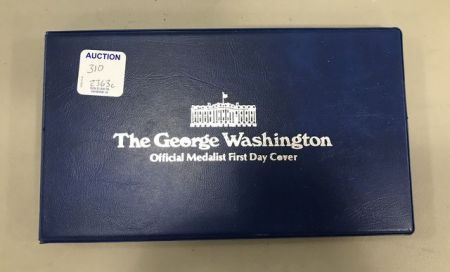 AUCTION
310
The George Washington
Official Medalist First Day Cover